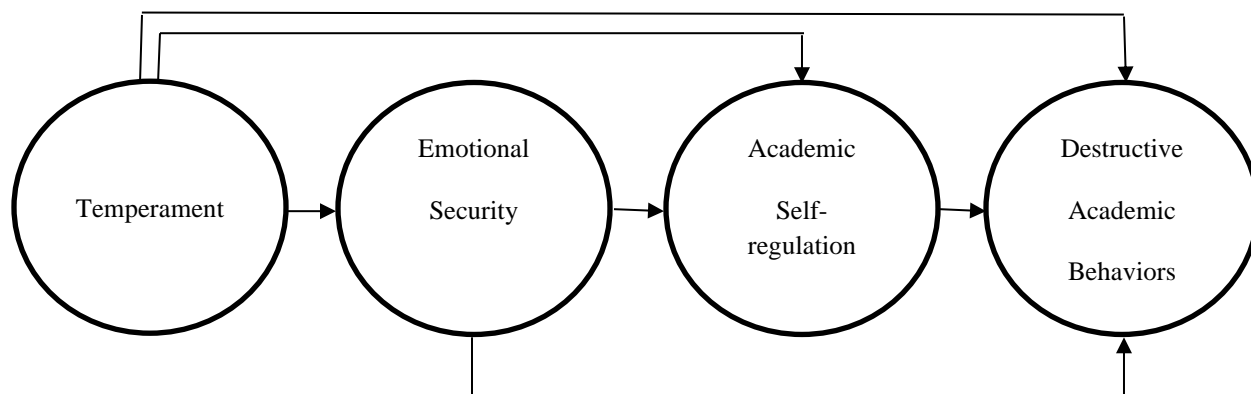 Temperament
Emotional
Security
Academic
Self-
regulation
Destructive
Academic
Behaviors